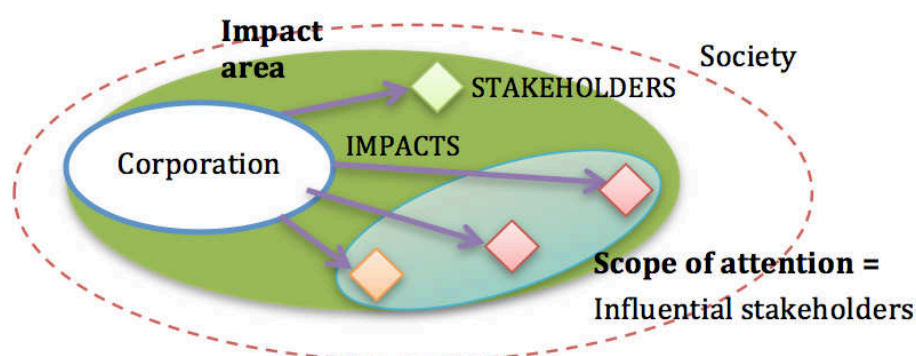 Impact
area
Society
STAKEHOLDERS
IMPACTS
Corporation
Scope of attention =
Influential stakeholders